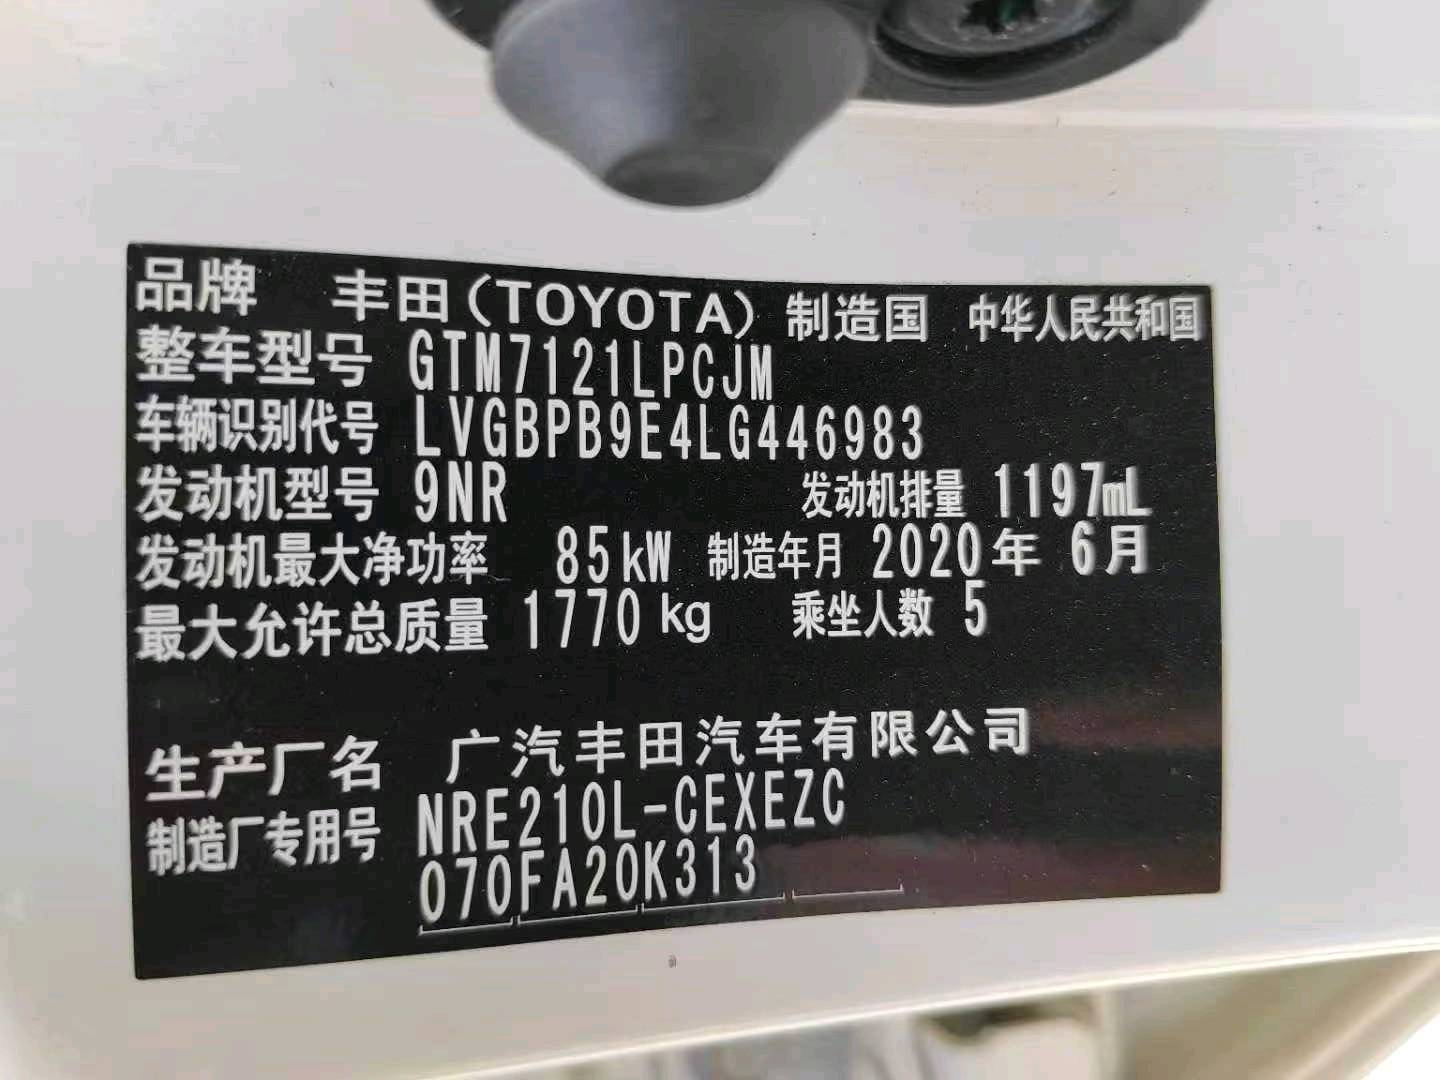 品牌 丰田(TOYOTA) 制造国 中华人民共和国
整车型号 GTM7121LPCJM
车辆识别代号 LVGBPB9E4LG446983
发动机型号 9NR 发动机排量 1197mL
发动机最大净功率 85kW 制造年月 2020年 6月
最大允许总质量 1770kg 乘坐人数 5
生产厂名 广汽丰田汽车有限公司
制造厂专用号 NRE210L-CEXEZC
070FA20K313